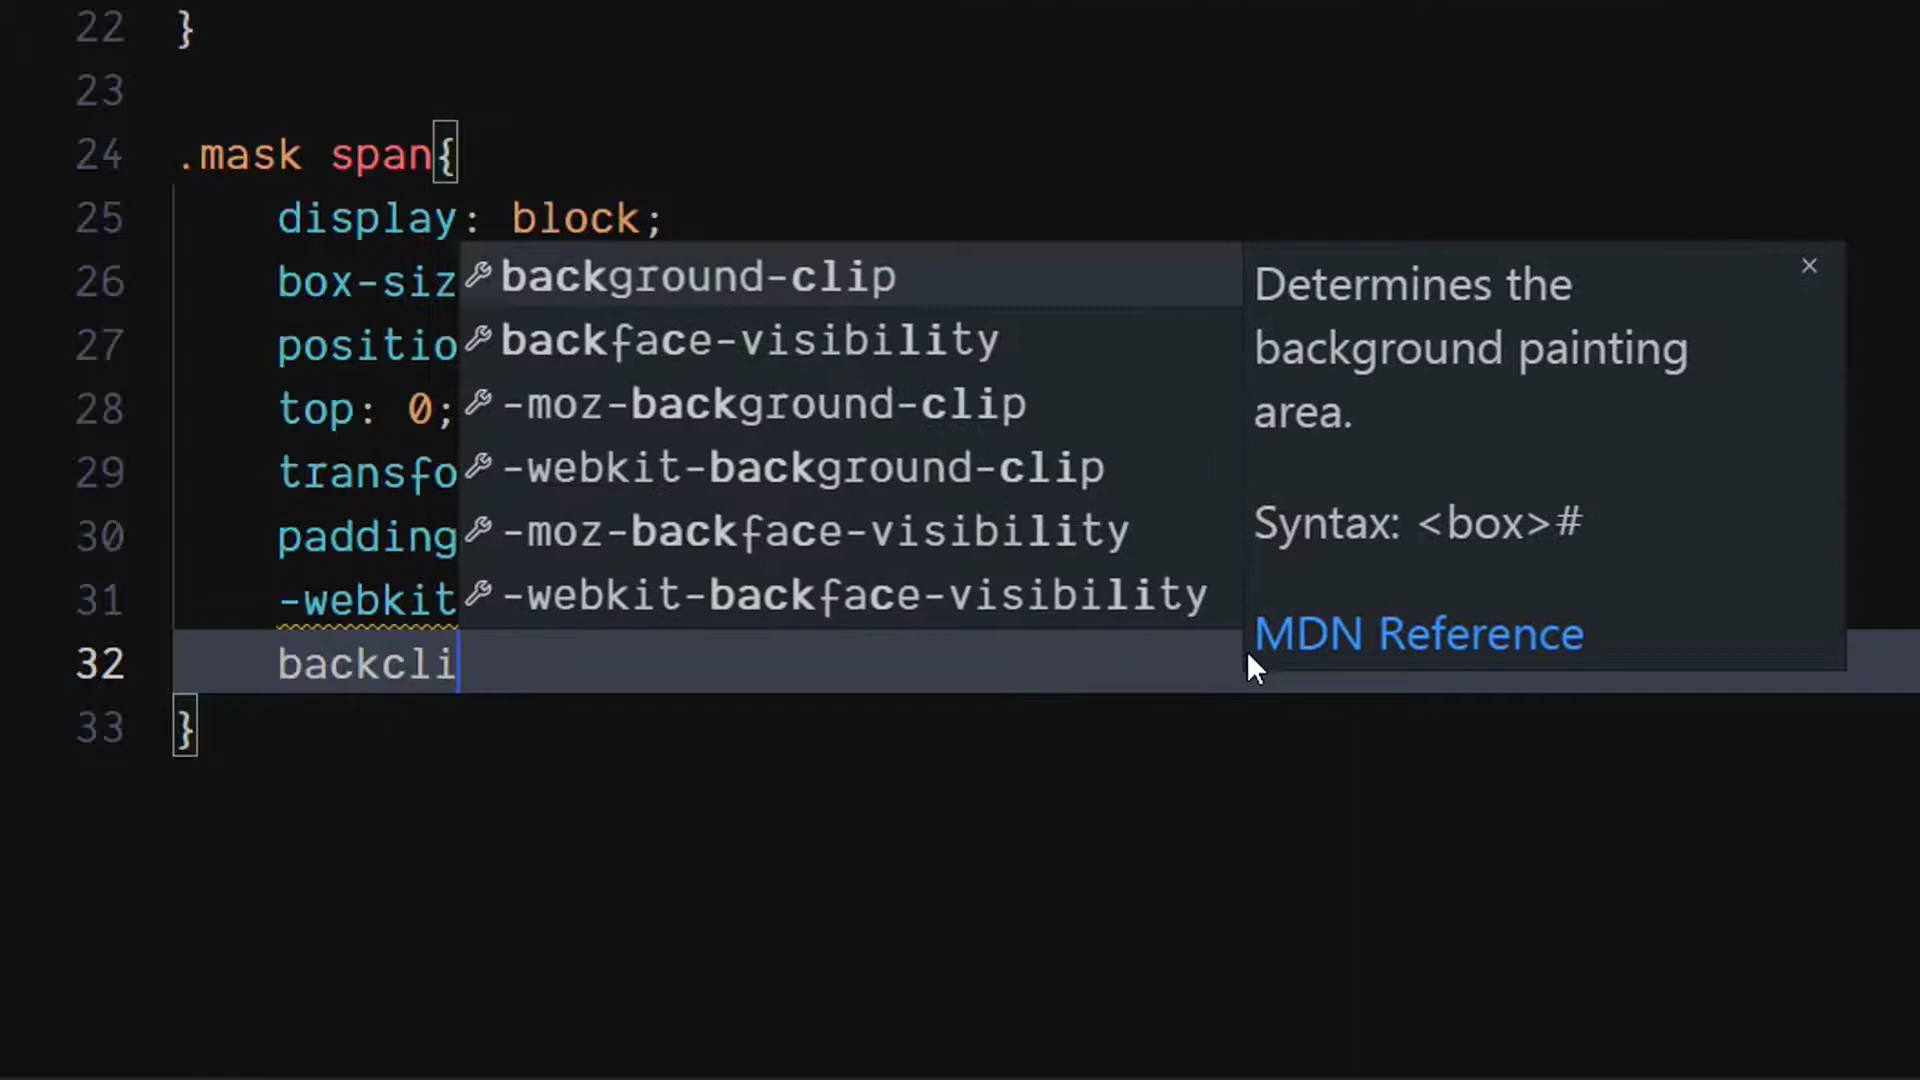 22 }
23
24 .mask span{
25 display: block;
26 box-siz
27 positio
28 top: 0;
29 transfo
30 padding
31 -webkit
32 backcli
33 }
background-clip
backface-visibility
-moz-background-clip
-webkit-background-clip
-moz-backface-visibility
-webkit-backface-visibility
Determines the
background painting
area.
Syntax: <box>#
MDN Reference